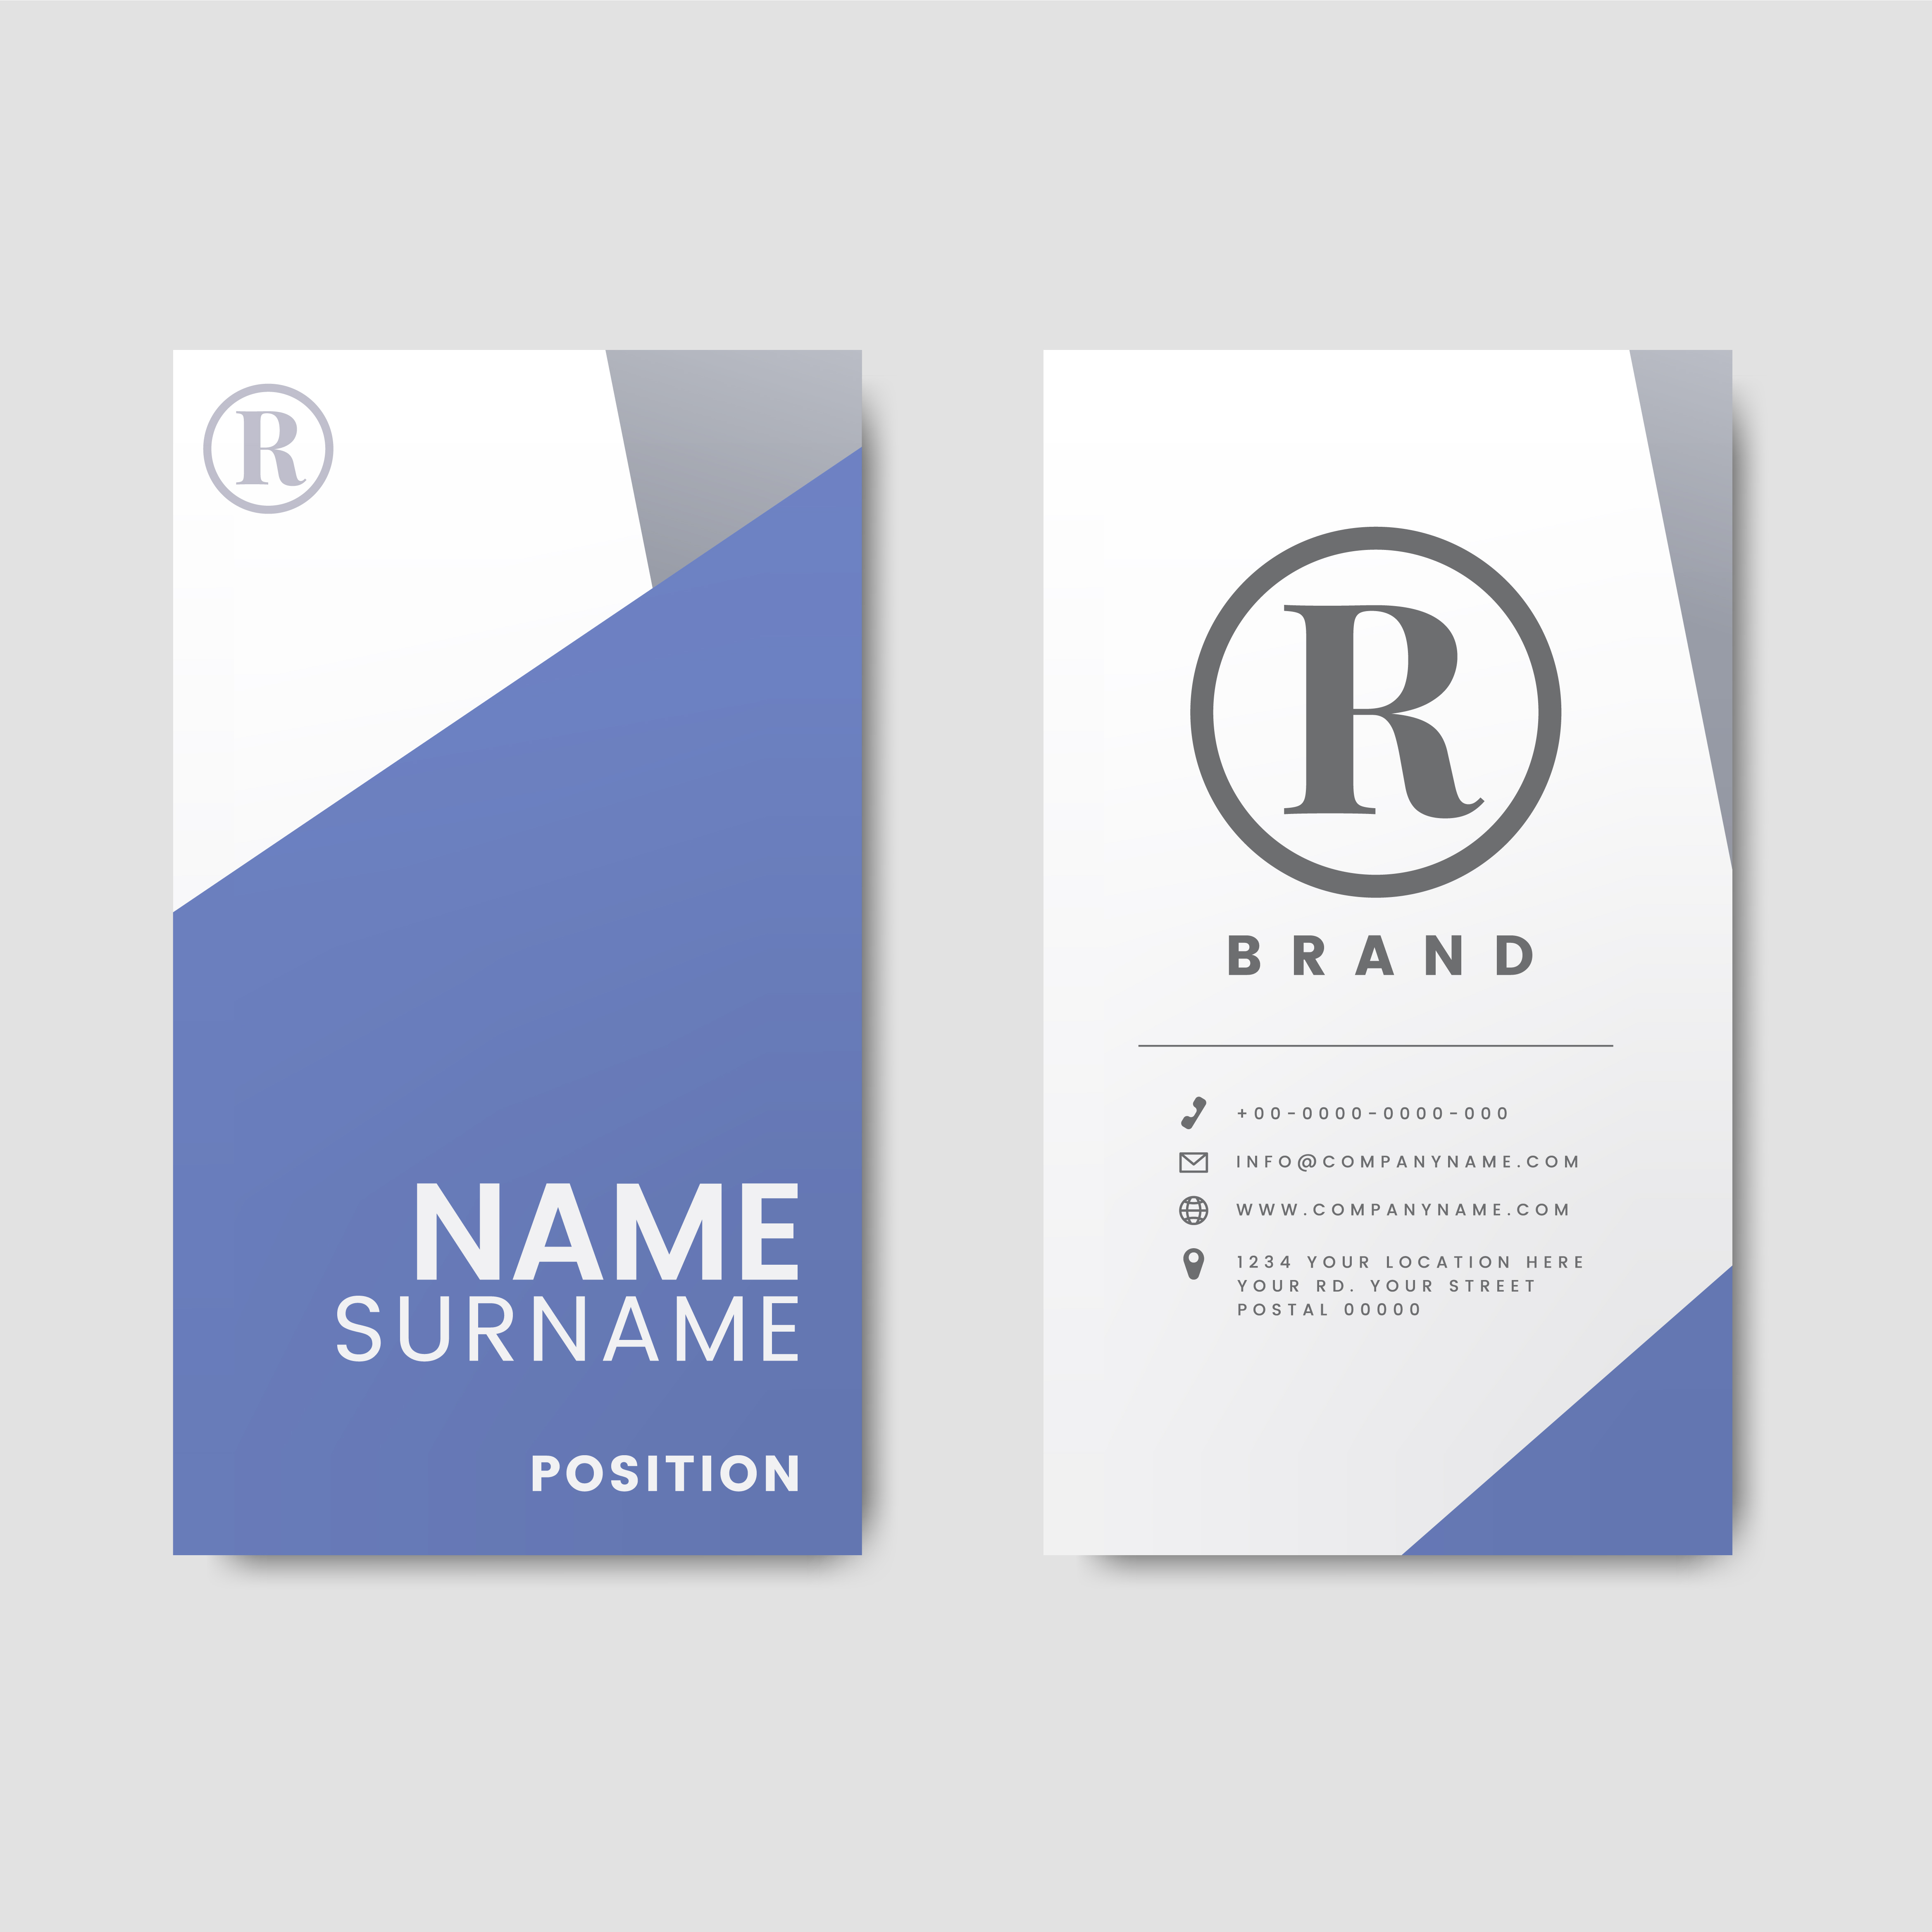 R
NAME
SURNAME
POSITION
R
BRAND
+00-0000-0000-000
INFO@COMPANYNAME.COM
WWW.COMPANYNAME.COM
1234 YOUR LOCATION HERE
YOUR RD. YOUR STREET
POSTAL 00000